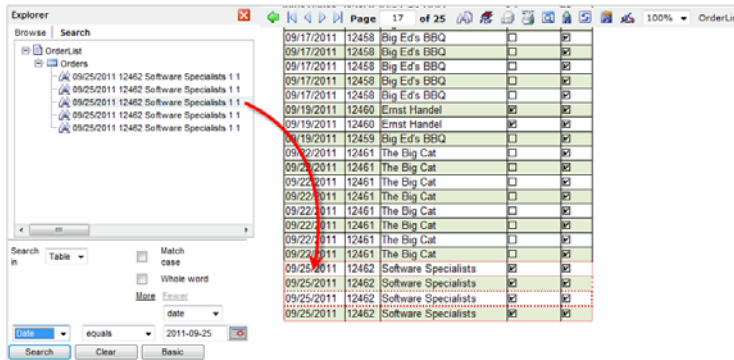 Explorer
Browse Search
OrderList
Orders
09/25/2011 12462 Software Specialists 1 1
09/25/2011 12462 Software Specialists 1 1
09/25/2011 12462 Software Specialists 1 1
09/25/2011 12462 Software Specialists 1 1
09/25/2011 12462 Software Specialists 1 1
Search in Table
Match case
Whole word
More Fewer
date
Date equals 2011-09-25
Search Clear Basic
Page 17 of 25 100% OrderLi
09/17/2011 12458 Big Ed's BBQ
09/17/2011 12458 Big Ed's BBQ
09/17/2011 12458 Big Ed's BBQ
09/17/2011 12458 Big Ed's BBQ
09/17/2011 12458 Big Ed's BBQ
09/19/2011 12460 Ernst Handel
09/19/2011 12460 Ernst Handel
09/19/2011 12459 Big Ed's BBQ
09/22/2011 12461 The Big Cat
09/22/2011 12461 The Big Cat
09/22/2011 12461 The Big Cat
09/22/2011 12461 The Big Cat
09/22/2011 12461 The Big Cat
09/22/2011 12461 The Big Cat
09/22/2011 12461 The Big Cat
09/22/2011 12461 The Big Cat
09/25/2011 12462 Software Specialists
09/25/2011 12462 Software Specialists
09/25/2011 12462 Software Specialists
09/25/2011 12462 Software Specialists